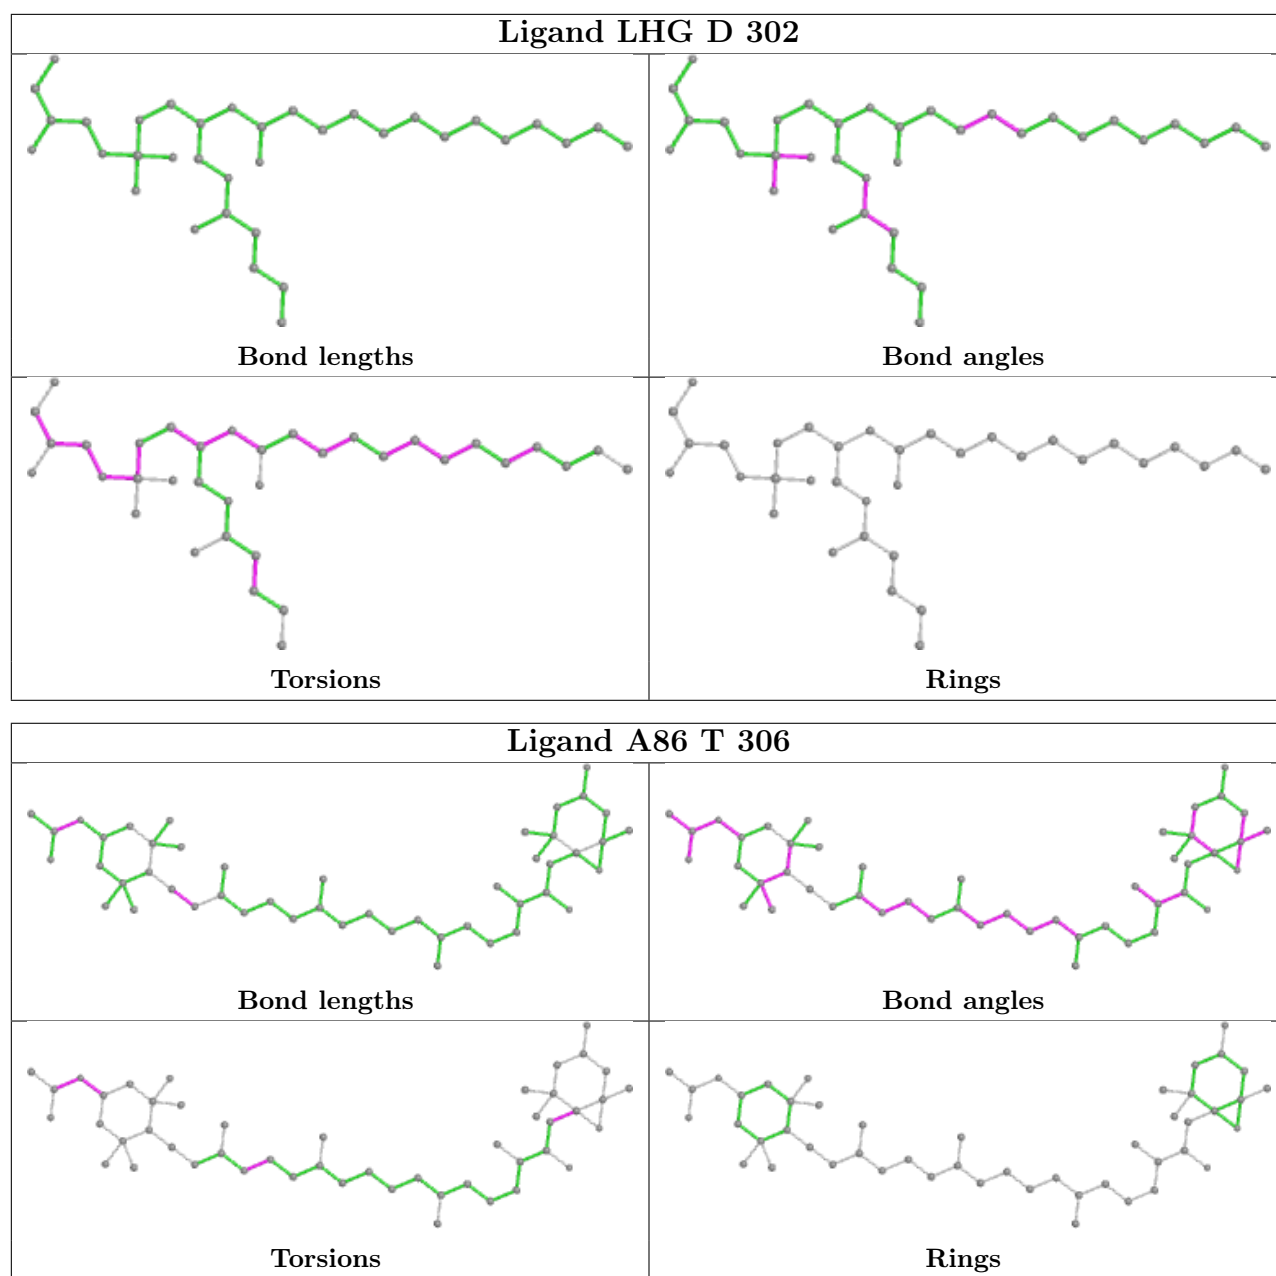 Ligand LHG D 302
Bond lengths
Bond angles
Torsions
Rings
Ligand A86 T 306
Bond lengths
Bond angles
Torsions
Rings